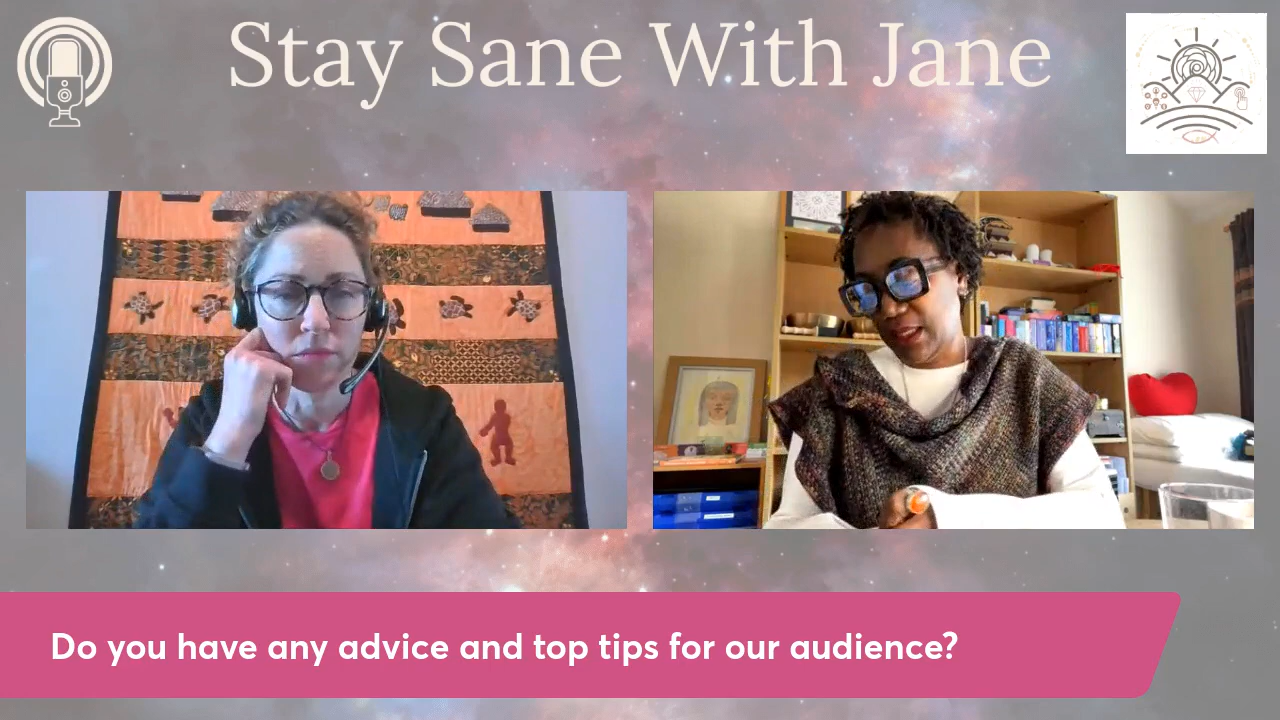 Stay Sane With Jane
Do you have any advice and top tips for our audience?